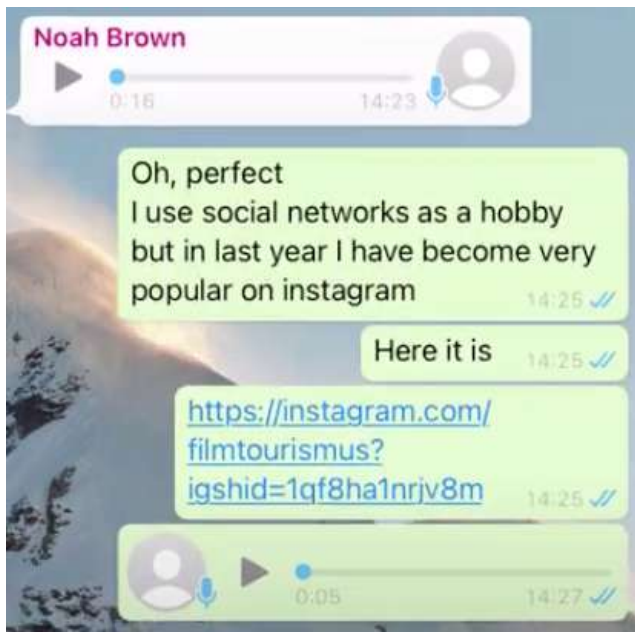 Noah Brown
0:16 14:23
Oh, perfect
I use social networks as a hobby
but in last year I have become very
popular on instagram 14:25
Here it is 14:25
https://instagram.com/
filmtourismus?
igshid=1qf8ha1nrjv8m 14:25
0:05 14:27